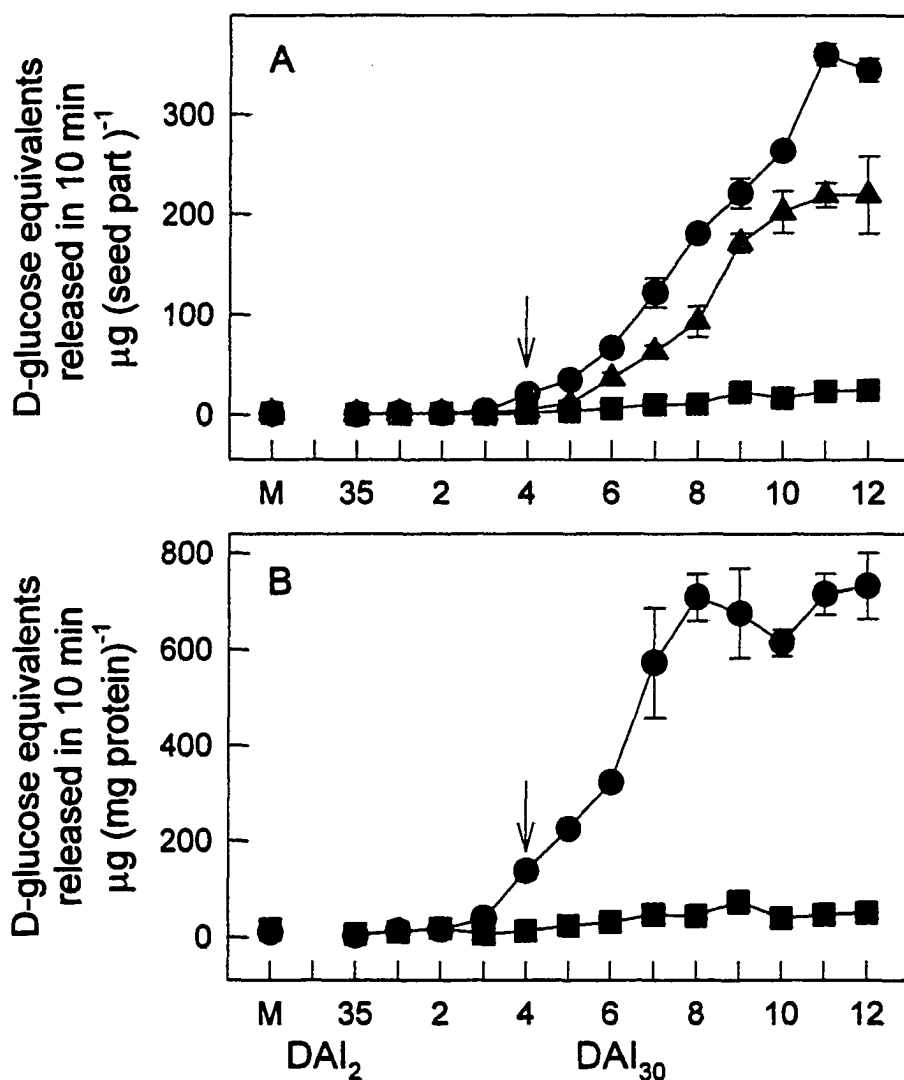 A
D-glucose equivalents
released in 10 min
µg (seed part )⁻¹
300
200
100
0
M 35 2 4 6 8 10 12
B
D-glucose equivalents
released in 10 min
µg (mg protein)⁻¹
800
600
400
200
0
M 35 2 4 6 8 10 12
DAI₂ DAI₃₀